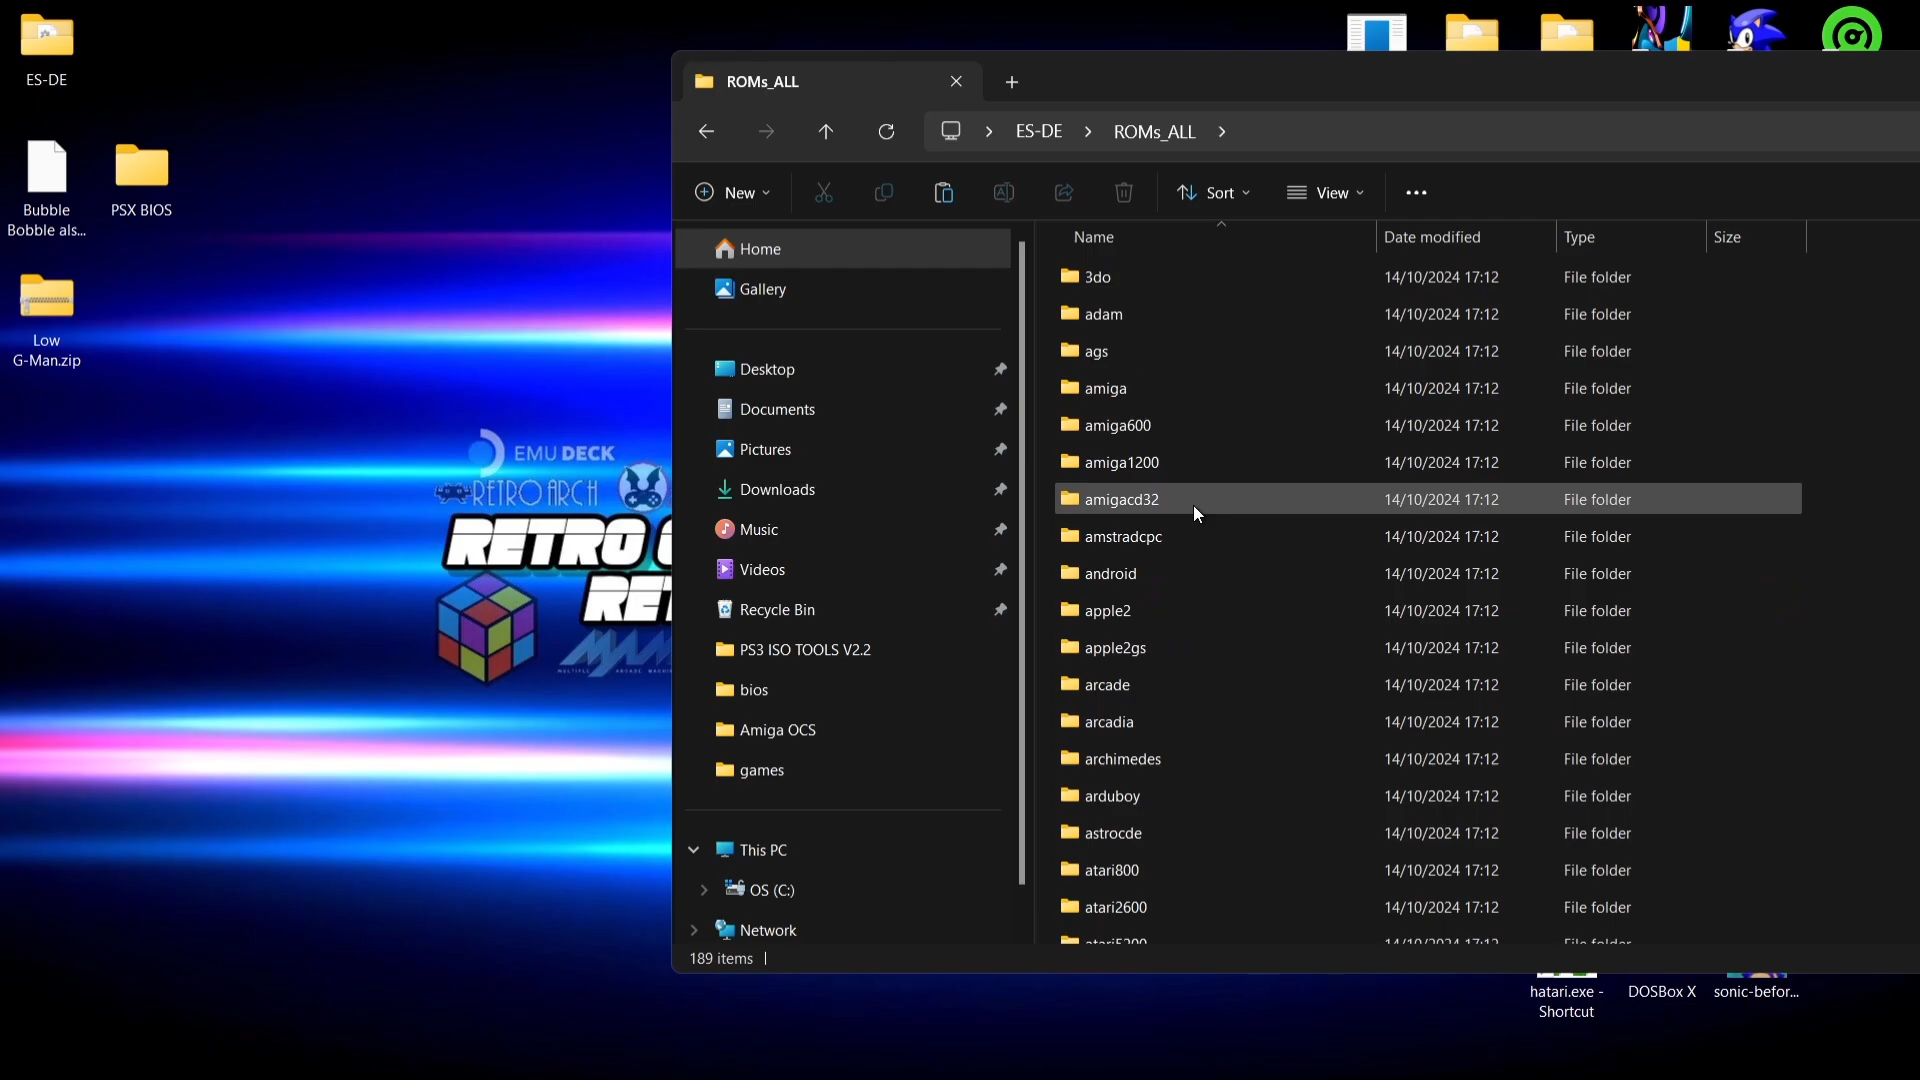 ES-DE
Bubble
Bobble als...
PSX BIOS
Low
G-Man.zip
EMU DECK
RETROARCH
RETRO
RE
ROMs_ALL
ES-DE > ROMs_ALL >
New
Sort
View
Home
Gallery
Desktop
Documents
Pictures
Downloads
Music
Videos
Recycle Bin
PS3 ISO TOOLS V2.2
bios
Amiga OCS
games
This PC
OS (C:)
Network
Name Date modified Type Size
3do 14/10/2024 17:12 File folder
adam 14/10/2024 17:12 File folder
ags 14/10/2024 17:12 File folder
amiga 14/10/2024 17:12 File folder
amiga600 14/10/2024 17:12 File folder
amiga1200 14/10/2024 17:12 File folder
amigacd32 14/10/2024 17:12 File folder
amstradcpc 14/10/2024 17:12 File folder
android 14/10/2024 17:12 File folder
apple2 14/10/2024 17:12 File folder
apple2gs 14/10/2024 17:12 File folder
arcade 14/10/2024 17:12 File folder
arcadia 14/10/2024 17:12 File folder
archimedes 14/10/2024 17:12 File folder
arduboy 14/10/2024 17:12 File folder
astrocde 14/10/2024 17:12 File folder
atari800 14/10/2024 17:12 File folder
atari2600 14/10/2024 17:12 File folder
atari5200 14/10/2024 17:12 File folder
189 items
hatari.exe -
Shortcut
DOSBox X
sonic-befor...